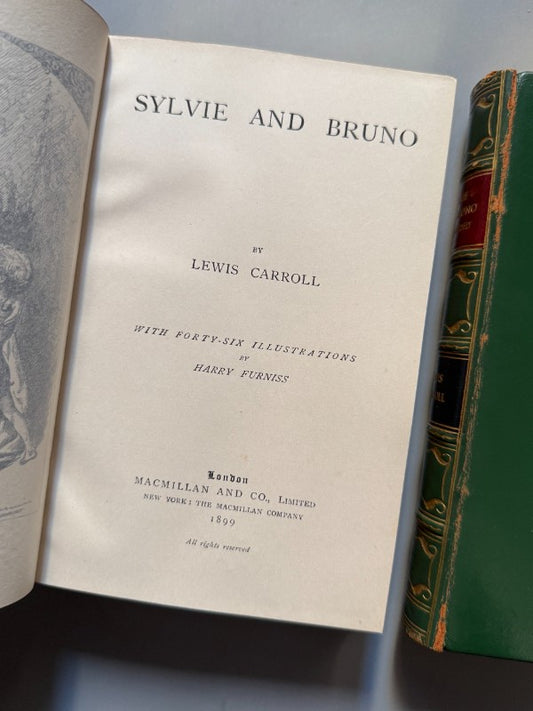 SYLVIE AND BRUNO
BY
LEWIS CARROLL
WITH FORTY-SIX ILLUSTRATIONS
BY
HARRY FURNISS
London
MACMILLAN AND CO., LIMITED
NEW YORK: THE MACMILLAN COMPANY
1899
All rights reserved